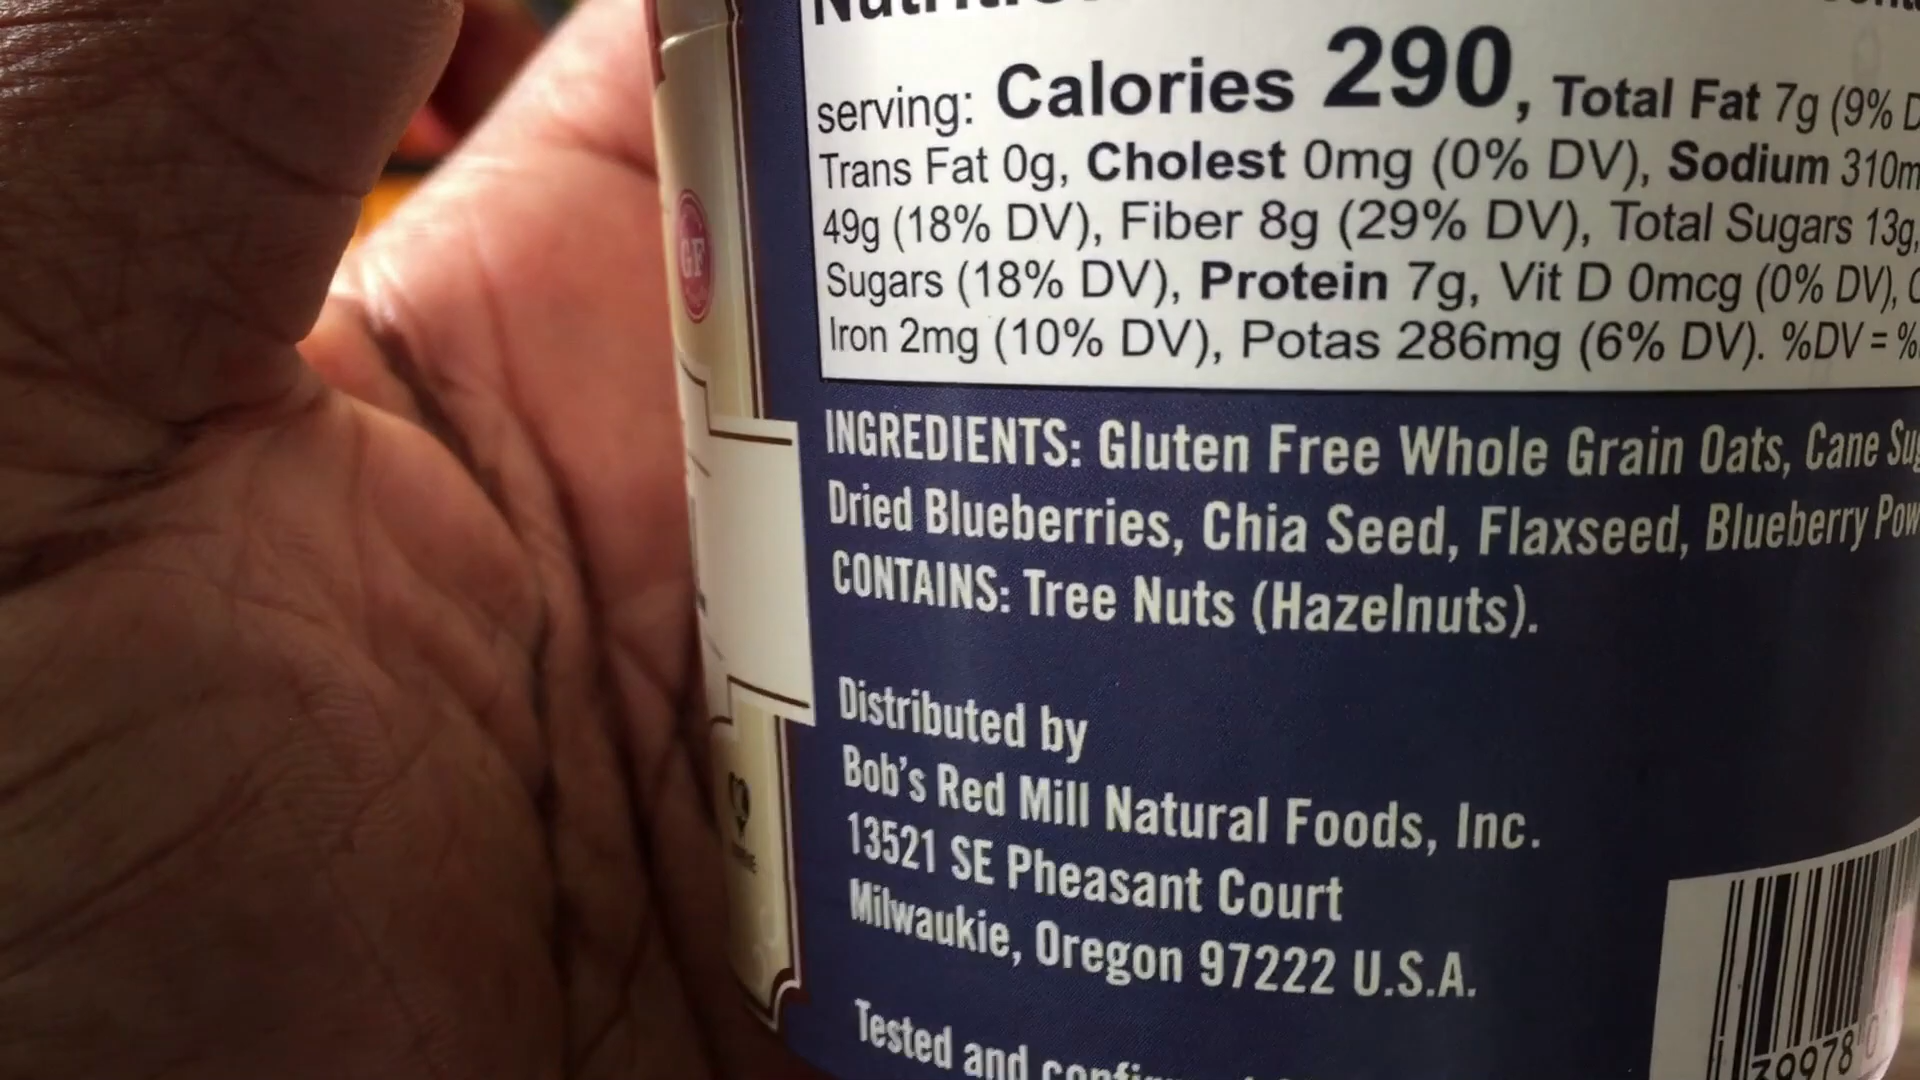 serving: Calories 290, Total Fat 7g (9%
Trans Fat 0g, Cholest 0mg (0% DV), Sodium 310m
49g (18% DV), Fiber 8g (29% DV), Total Sugars 13g,
Sugars (18% DV), Protein 7g, Vit D 0mcg (0% DV),
Iron 2mg (10% DV), Potas 286mg (6% DV). %DV = %
GF
INGREDIENTS: Gluten Free Whole Grain Oats, Cane
Dried Blueberries, Chia Seed, Flaxseed, Blueberry
CONTAINS: Tree Nuts (Hazelnuts).
Distributed by
Bob's Red Mill Natural Foods, Inc.
13521 SE Pheasant Court
Milwaukie, Oregon 97222 U.S.A.
Tested and
39978